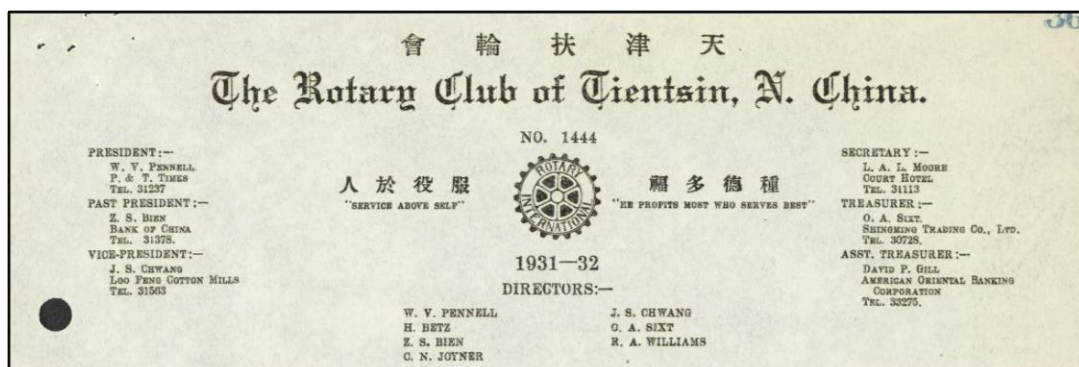 36
天津扶輪會
The Rotary Club of Tientsin, N. China.
NO. 1444
PRESIDENT:—
W. V. PENNELL
P. & T. TIMES
TEL. 31237
PAST PRESIDENT:—
Z. S. BIEN
BANK OF CHINA
TEL. 31378.
VICE-PRESIDENT:—
J. S. CHWANG
LOO FENG COTTON MILLS
TEL. 31563
服役於人
"SERVICE ABOVE SELF"
ROTARY
INTERNATIONAL
種德多福
"HE PROFITS MOST WHO SERVES BEST"
SECRETARY:—
L. A. L. MOORE
COURT HOTEL
TEL. 31113
TREASURER:—
O. A. SIXT.
SHINGMING TRADING CO., LTD.
TEL. 30728.
ASST. TREASURER:—
DAVID P. GILL
AMERICAN ORIENTAL BANKING
CORPORATION
TEL. 33275.
1931—32
DIRECTORS:—
W. V. PENNELL
H. BETZ
Z. S. BIEN
C. N. JOYNER
J. S. CHWANG
O. A. SIXT
R. A. WILLIAMS